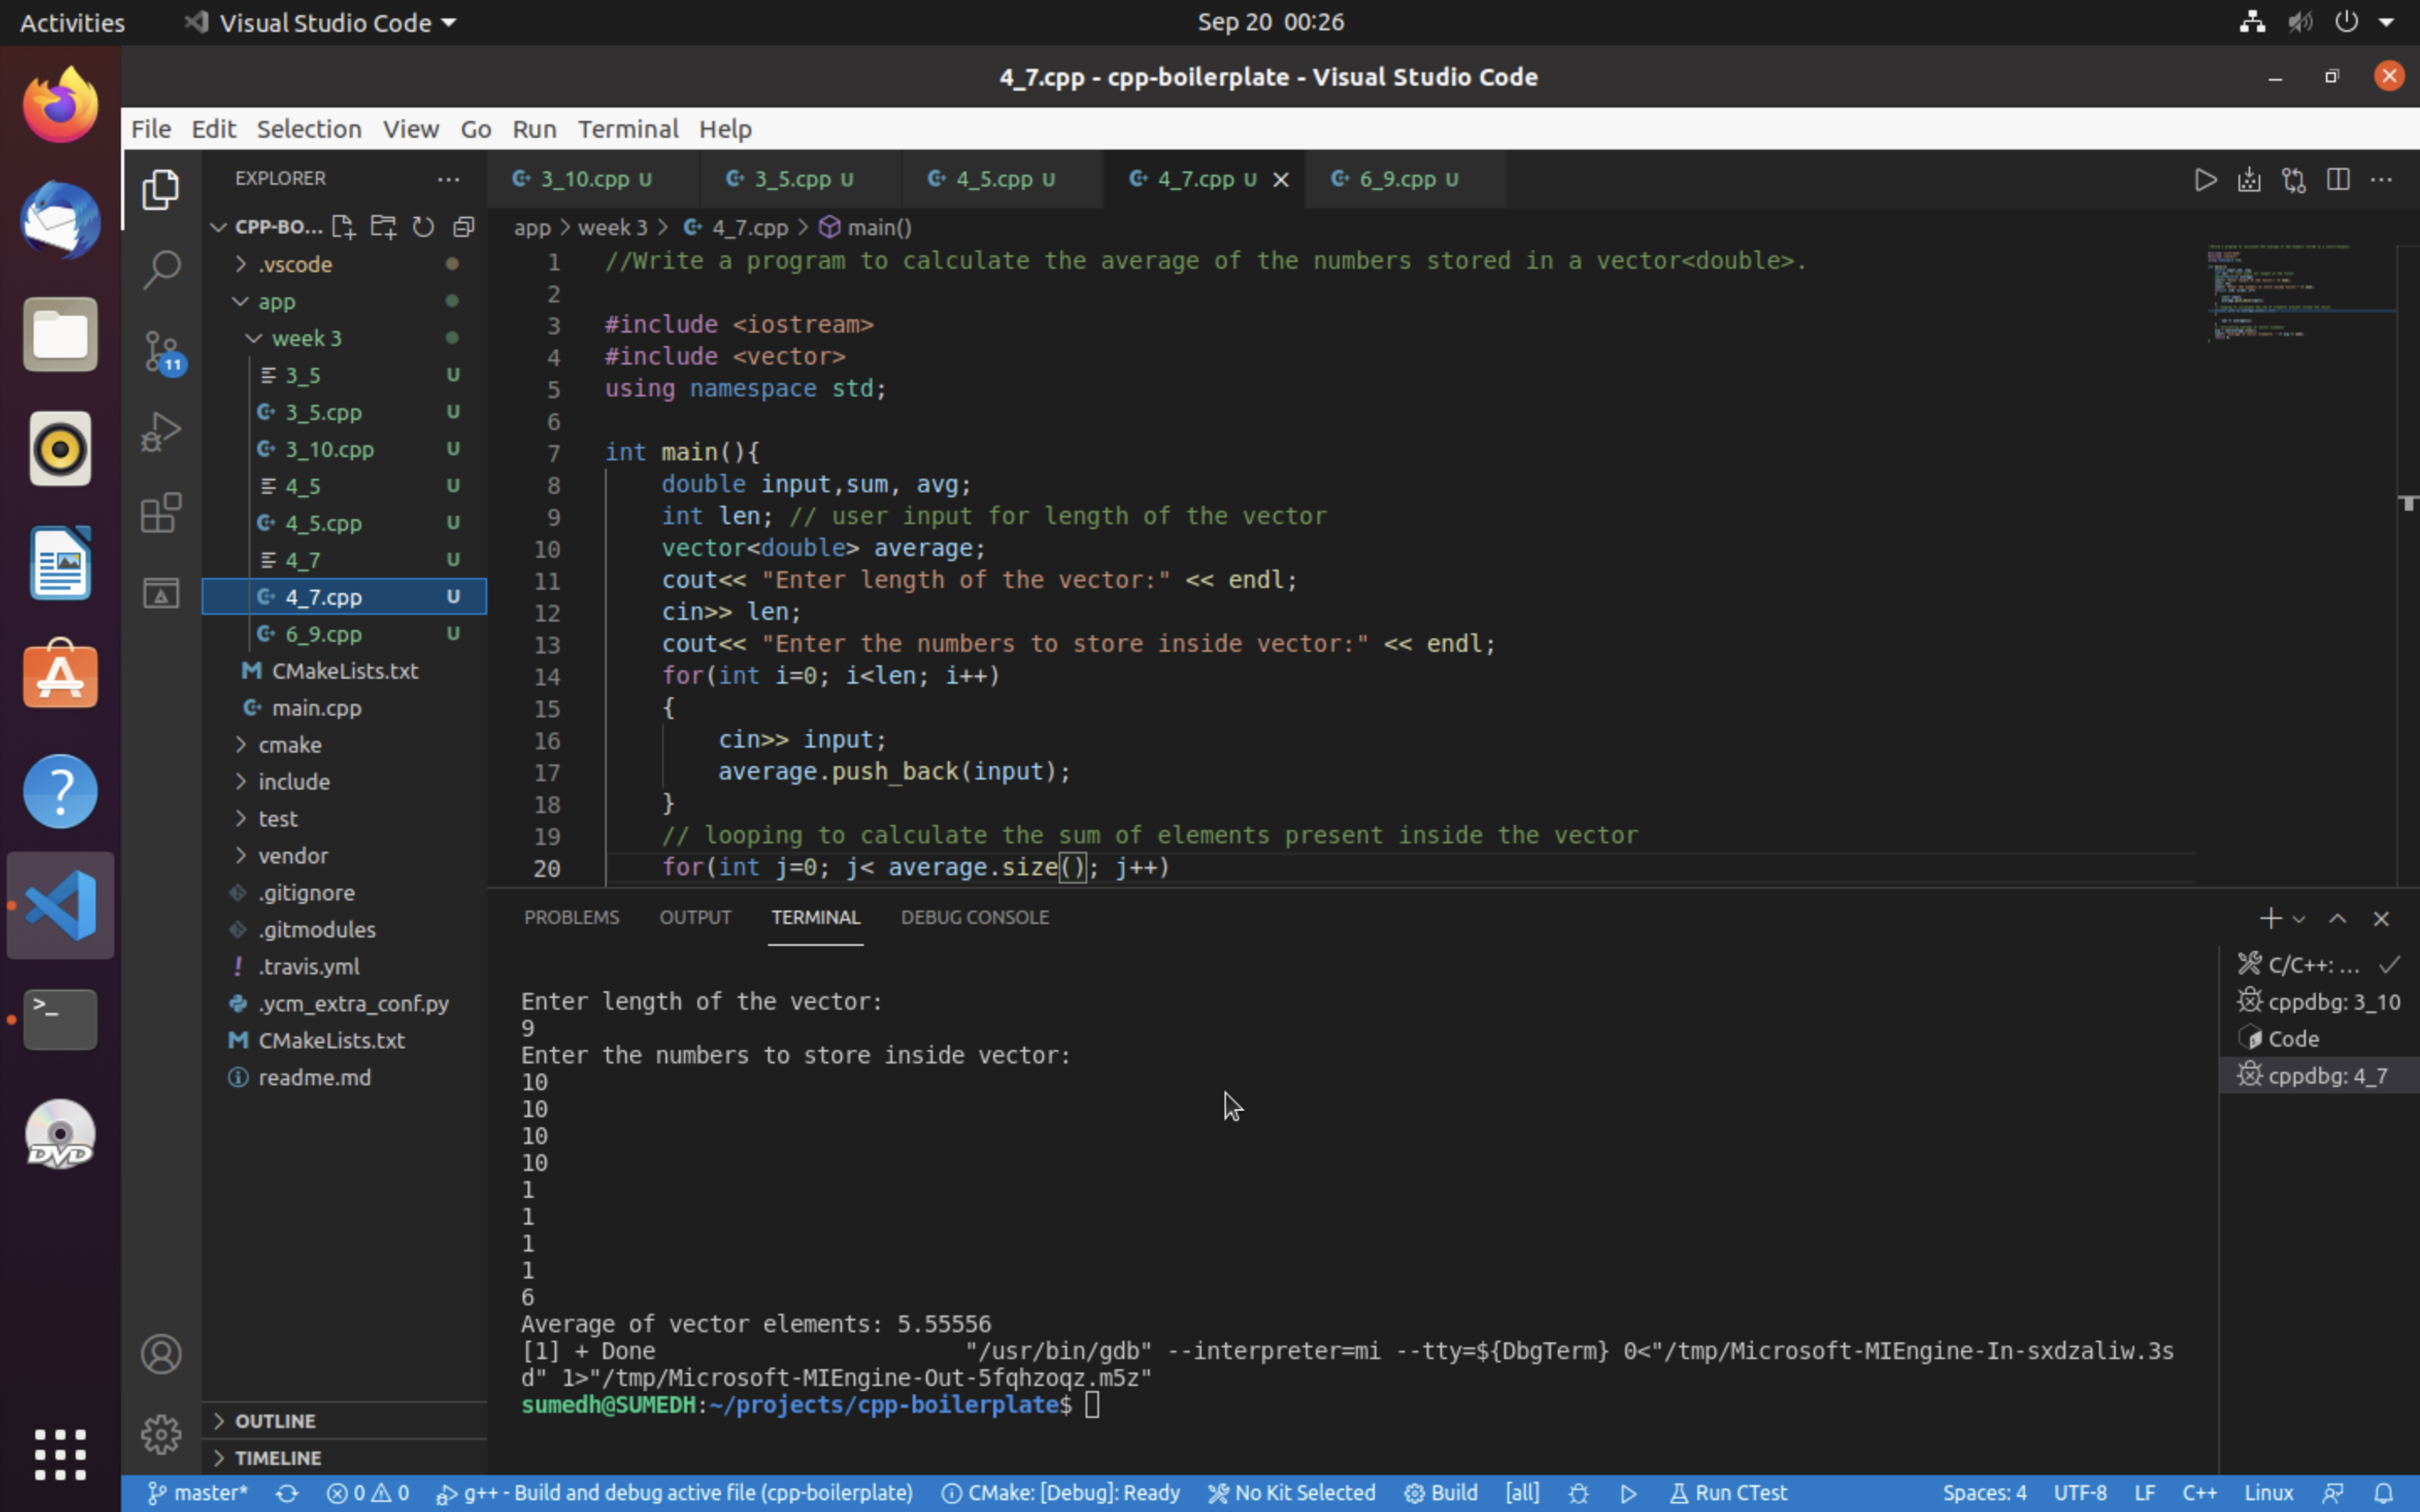 Activities Visual Studio Code Sep 20 00:26
4_7.cpp - cpp-boilerplate - Visual Studio Code
File Edit Selection View Go Run Terminal Help
EXPLORER ...
CPP-BO...
.vscode
app
week 3
3_5 U
3_5.cpp U
3_10.cpp U
4_5 U
4_5.cpp U
4_7 U
4_7.cpp U
6_9.cpp U
CMakeLists.txt
main.cpp
cmake
include
test
vendor
.gitignore
.gitmodules
.travis.yml
.ycm_extra_conf.py
CMakeLists.txt
readme.md
OUTLINE
TIMELINE
11
DVD
3_10.cpp U 3_5.cpp U 4_5.cpp U 4_7.cpp U 6_9.cpp U
app > week 3 > 4_7.cpp > main()
1 //Write a program to calculate the average of the numbers stored in a vector<double>.
2
3 #include <iostream>
4 #include <vector>
5 using namespace std;
6
7 int main(){
8 double input,sum, avg;
9 int len; // user input for length of the vector
10 vector<double> average;
11 cout<< "Enter length of the vector:" << endl;
12 cin>> len;
13 cout<< "Enter the numbers to store inside vector:" << endl;
14 for(int i=0; i<len; i++)
15 {
16 cin>> input;
17 average.push_back(input);
18 }
19 // looping to calculate the sum of elements present inside the vector
20 for(int j=0; j< average.size(); j++)
PROBLEMS OUTPUT TERMINAL DEBUG CONSOLE
Enter length of the vector:
9
Enter the numbers to store inside vector:
10
10
10
10
1
1
1
1
6
Average of vector elements: 5.55556
[1] + Done "/usr/bin/gdb" --interpreter=mi --tty=${DbgTerm} 0<"/tmp/Microsoft-MIEngine-In-sxdzaliw.3s
d" 1>"/tmp/Microsoft-MIEngine-Out-5fqhzoqz.m5z"
sumedh@SUMEDH:~/projects/cpp-boilerplate$
C/C++: ...
cppdbg: 3_10
Code
cppdbg: 4_7
master* 0 0 g++ - Build and debug active file (cpp-boilerplate) CMake: [Debug]: Ready No Kit Selected Build [all] Run CTest Spaces: 4 UTF-8 LF C++ Linux